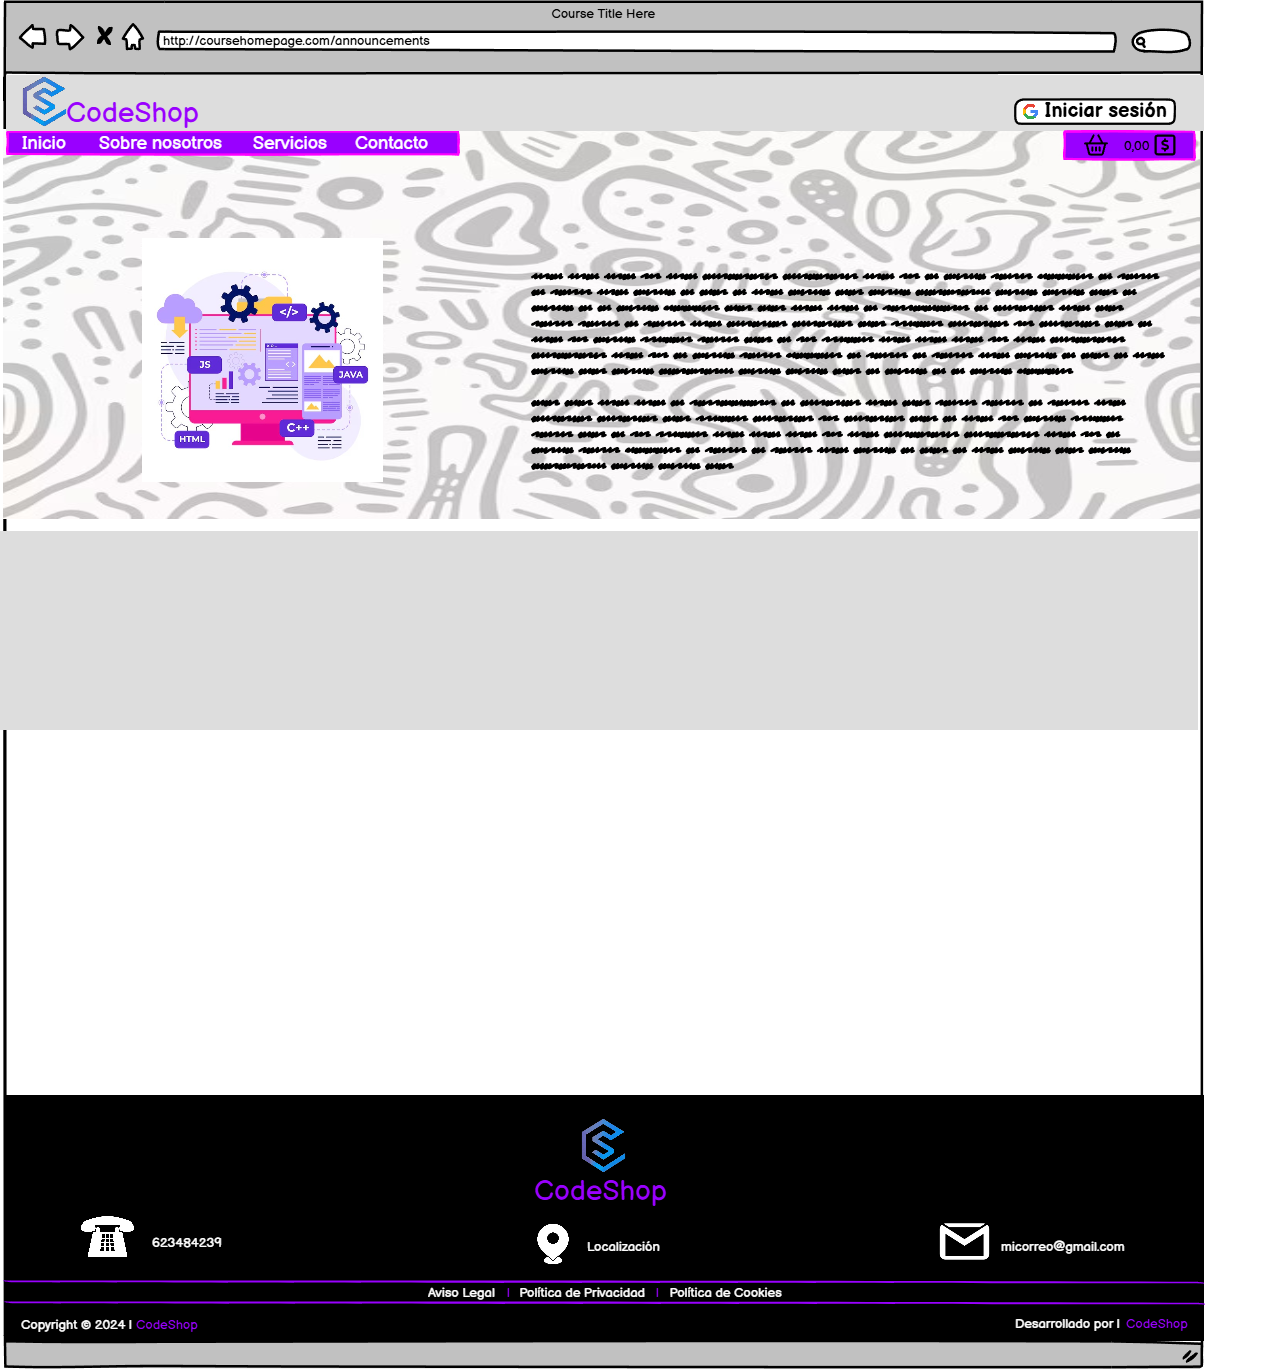 Course Title Here
http://coursehomepage.com/announcements
CodeShop
Iniciar sesión
Inicio Sobre nosotros Servicios Contacto
0,00 $
</>
JS
JAVA
C++
HTML
CodeShop
623484239
Localización
micorreo@gmail.com
Aviso Legal | Política de Privacidad | Política de Cookies
Copyright © 2024 | CodeShop
Desarrollado por | CodeShop